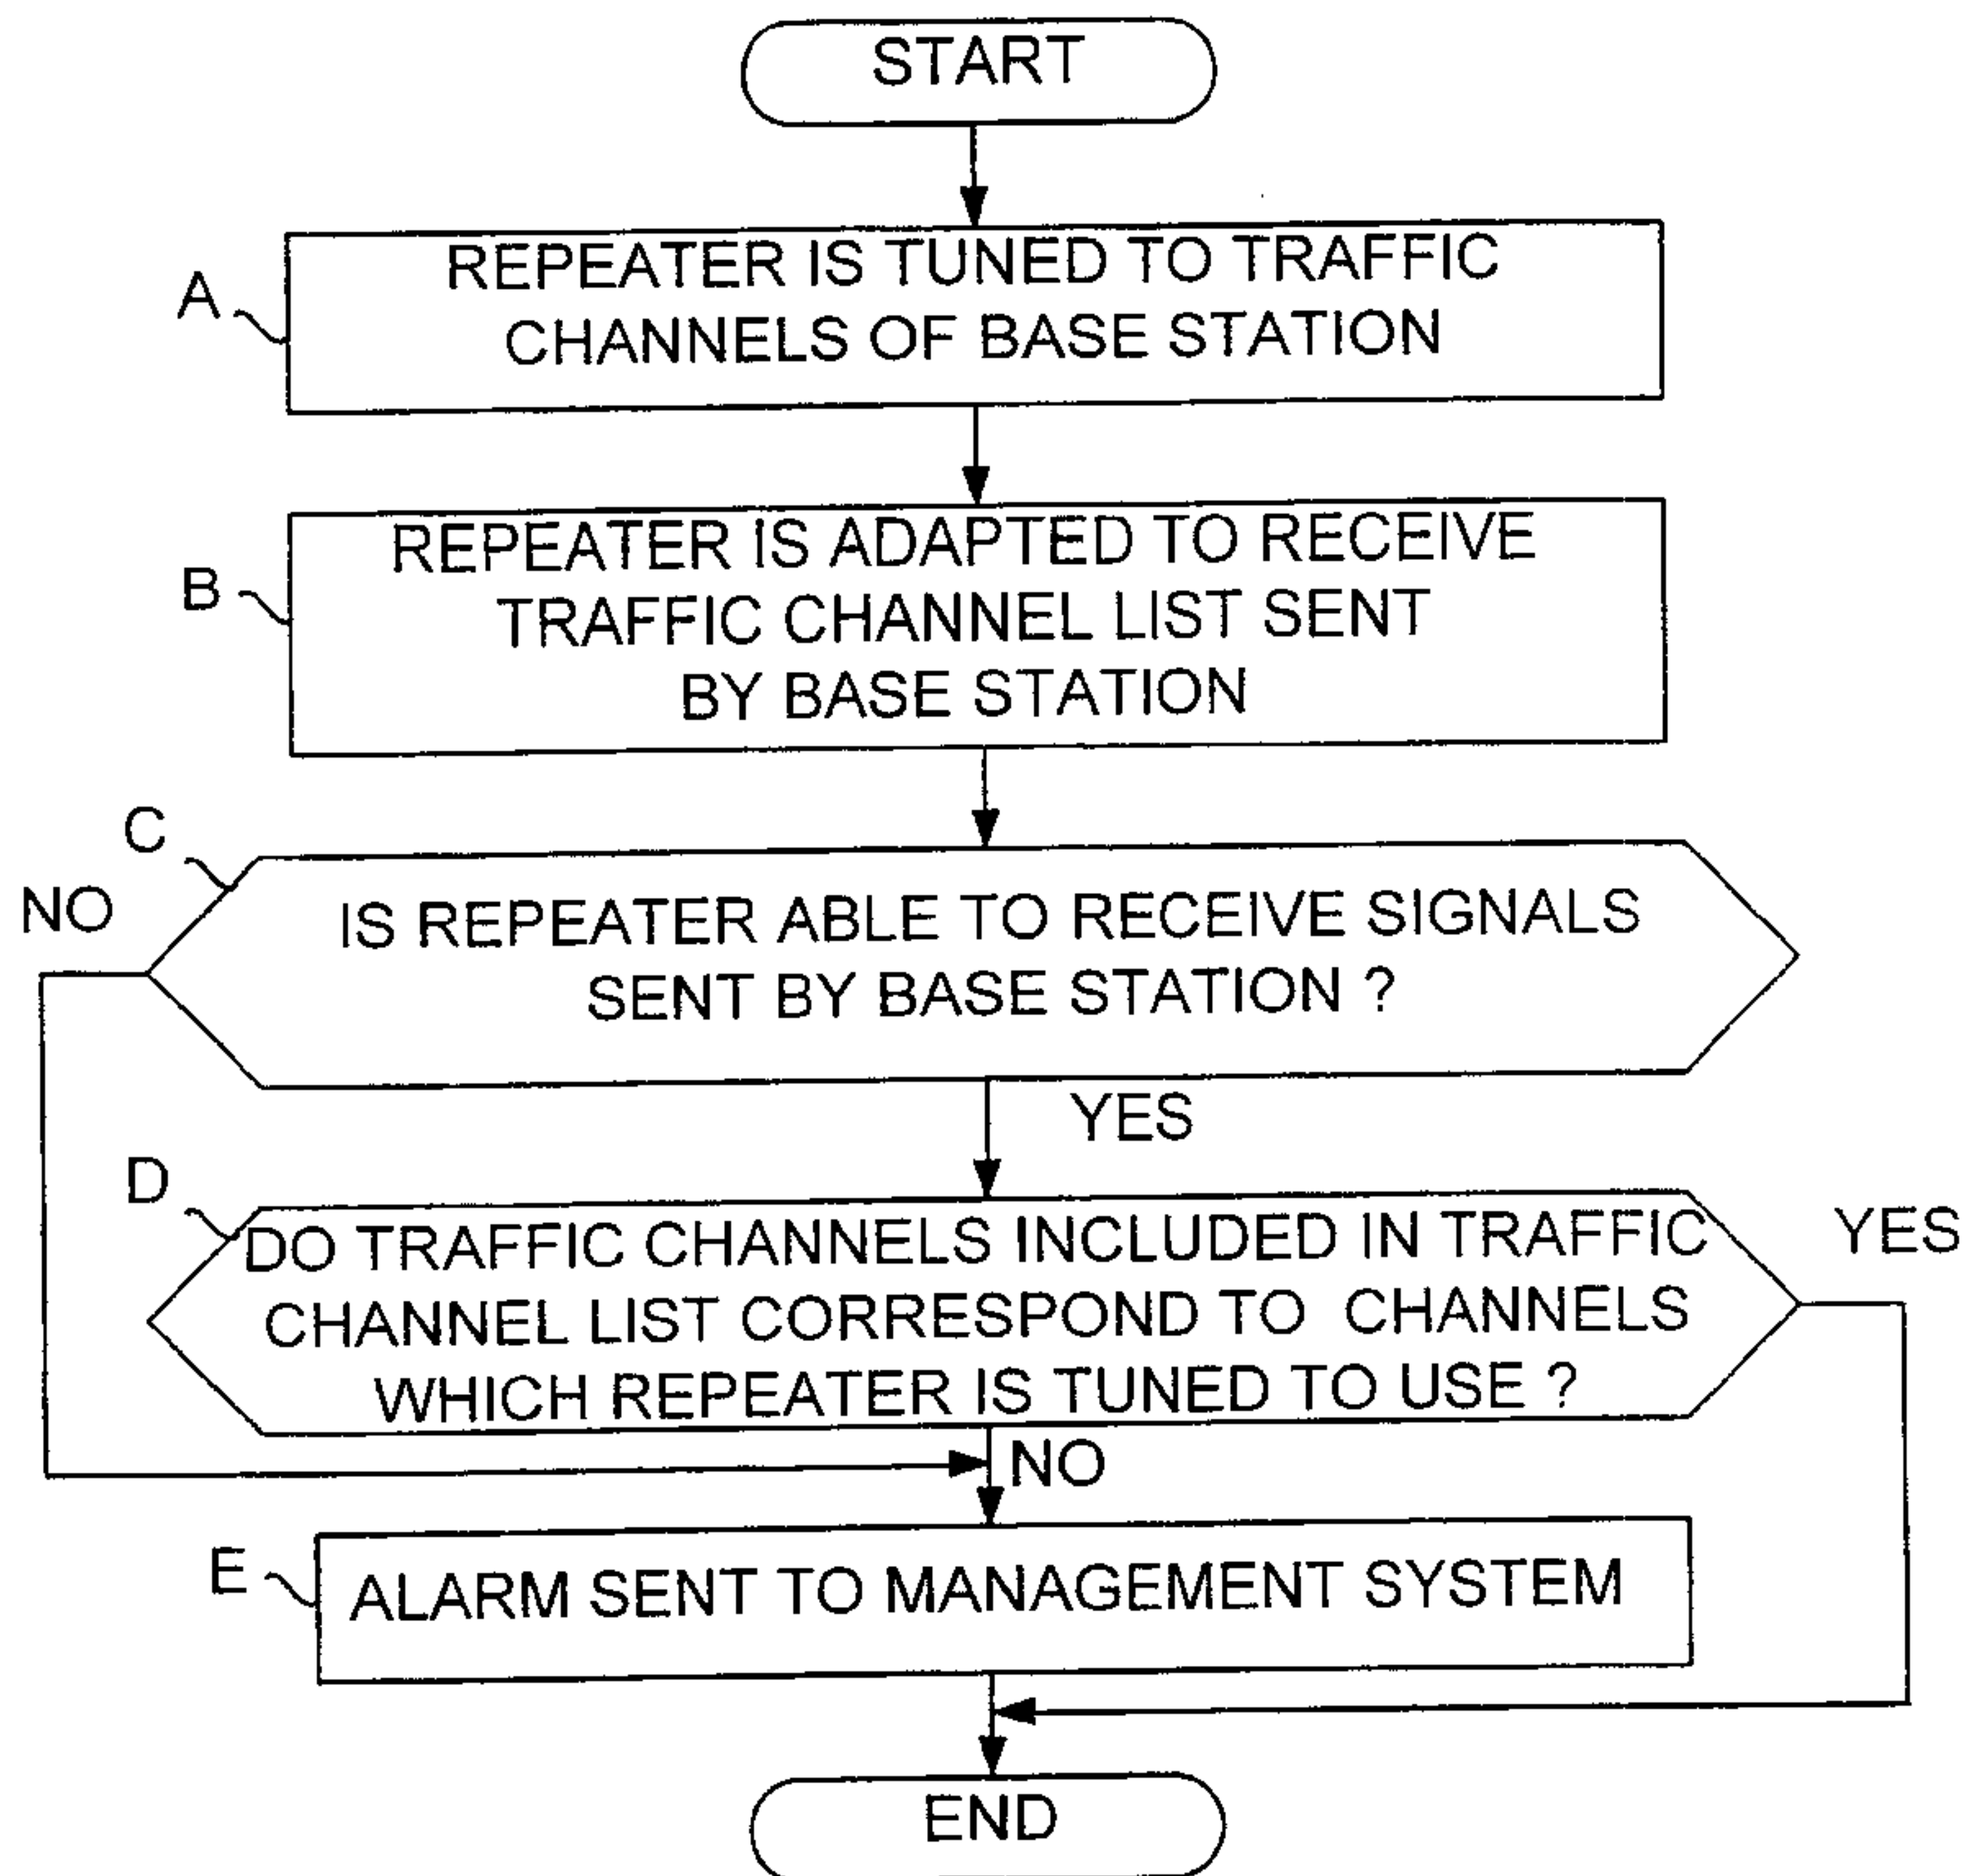 START
A
REPEATER IS TUNED TO TRAFFIC
CHANNELS OF BASE STATION
B
REPEATER IS ADAPTED TO RECEIVE
TRAFFIC CHANNEL LIST SENT
BY BASE STATION
C
NO
IS REPEATER ABLE TO RECEIVE SIGNALS
SENT BY BASE STATION ?
YES
D
DO TRAFFIC CHANNELS INCLUDED IN TRAFFIC
CHANNEL LIST CORRESPOND TO CHANNELS
WHICH REPEATER IS TUNED TO USE ?
YES
NO
E
ALARM SENT TO MANAGEMENT SYSTEM
END